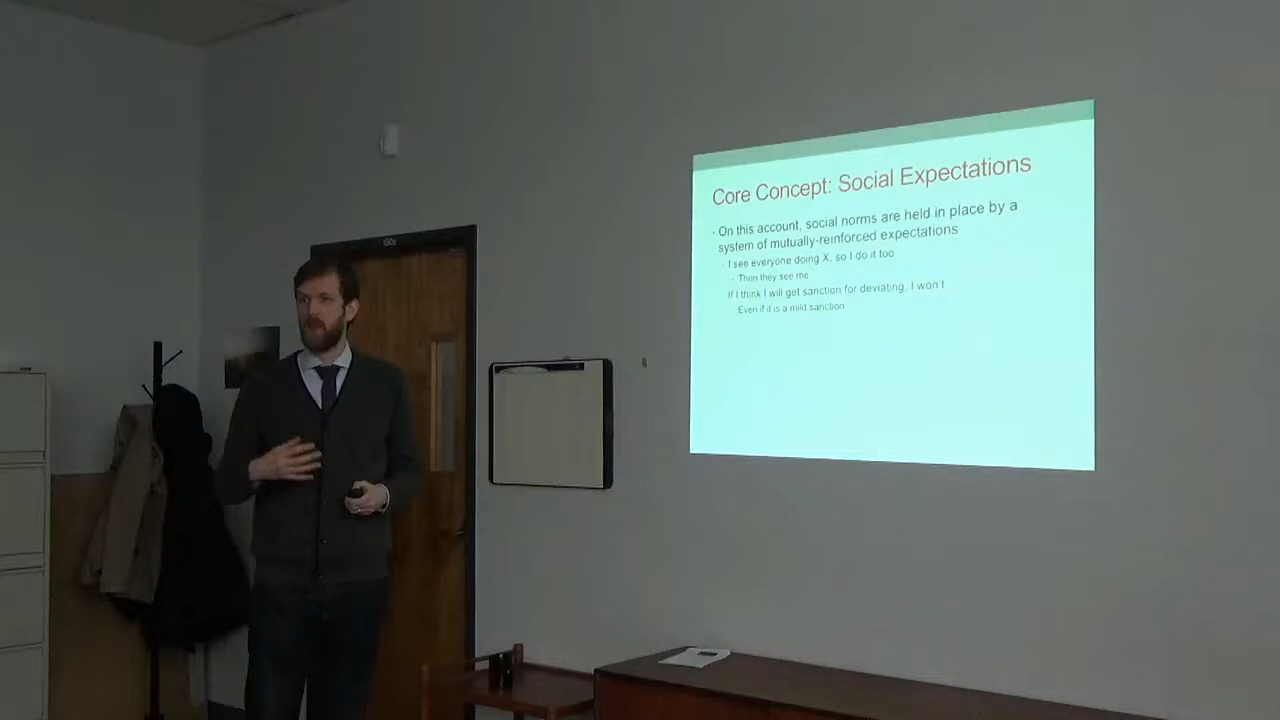 Core Concept: Social Expectations
On this account, social norms are held in place by a
system of mutually-reinforced expectations
I see everyone doing X, so I do it too
Then they see me
If I think I will get sanction for deviating, I won t
Even if it is a mild sanction